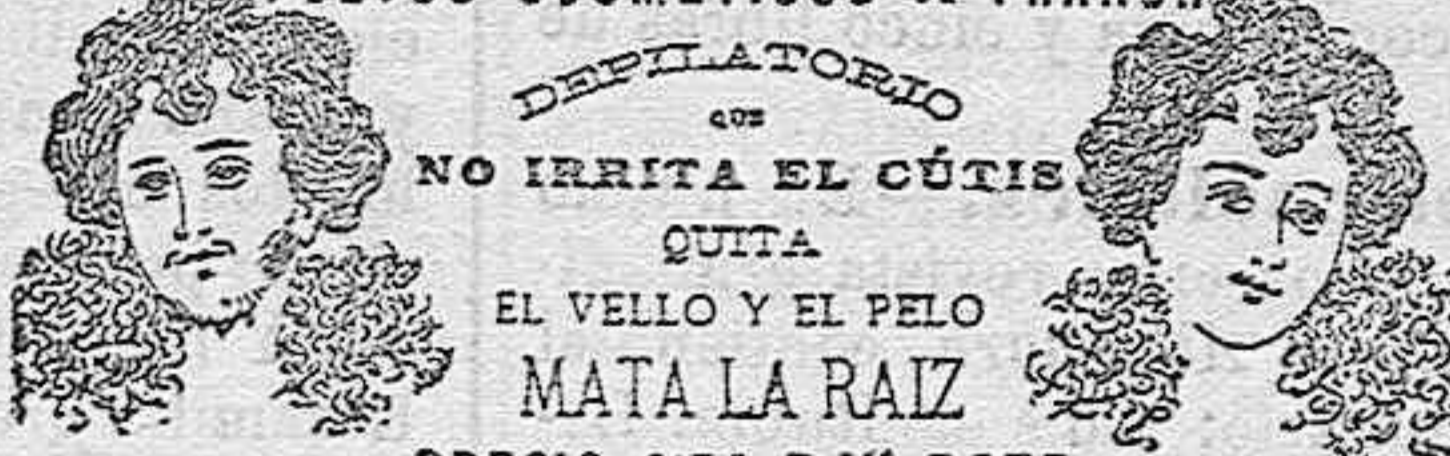 DEPILATORIO
QUE
NO IRRITA EL CÚTIS
QUITA
EL VELLO Y EL PELO
MATA LA RAIZ